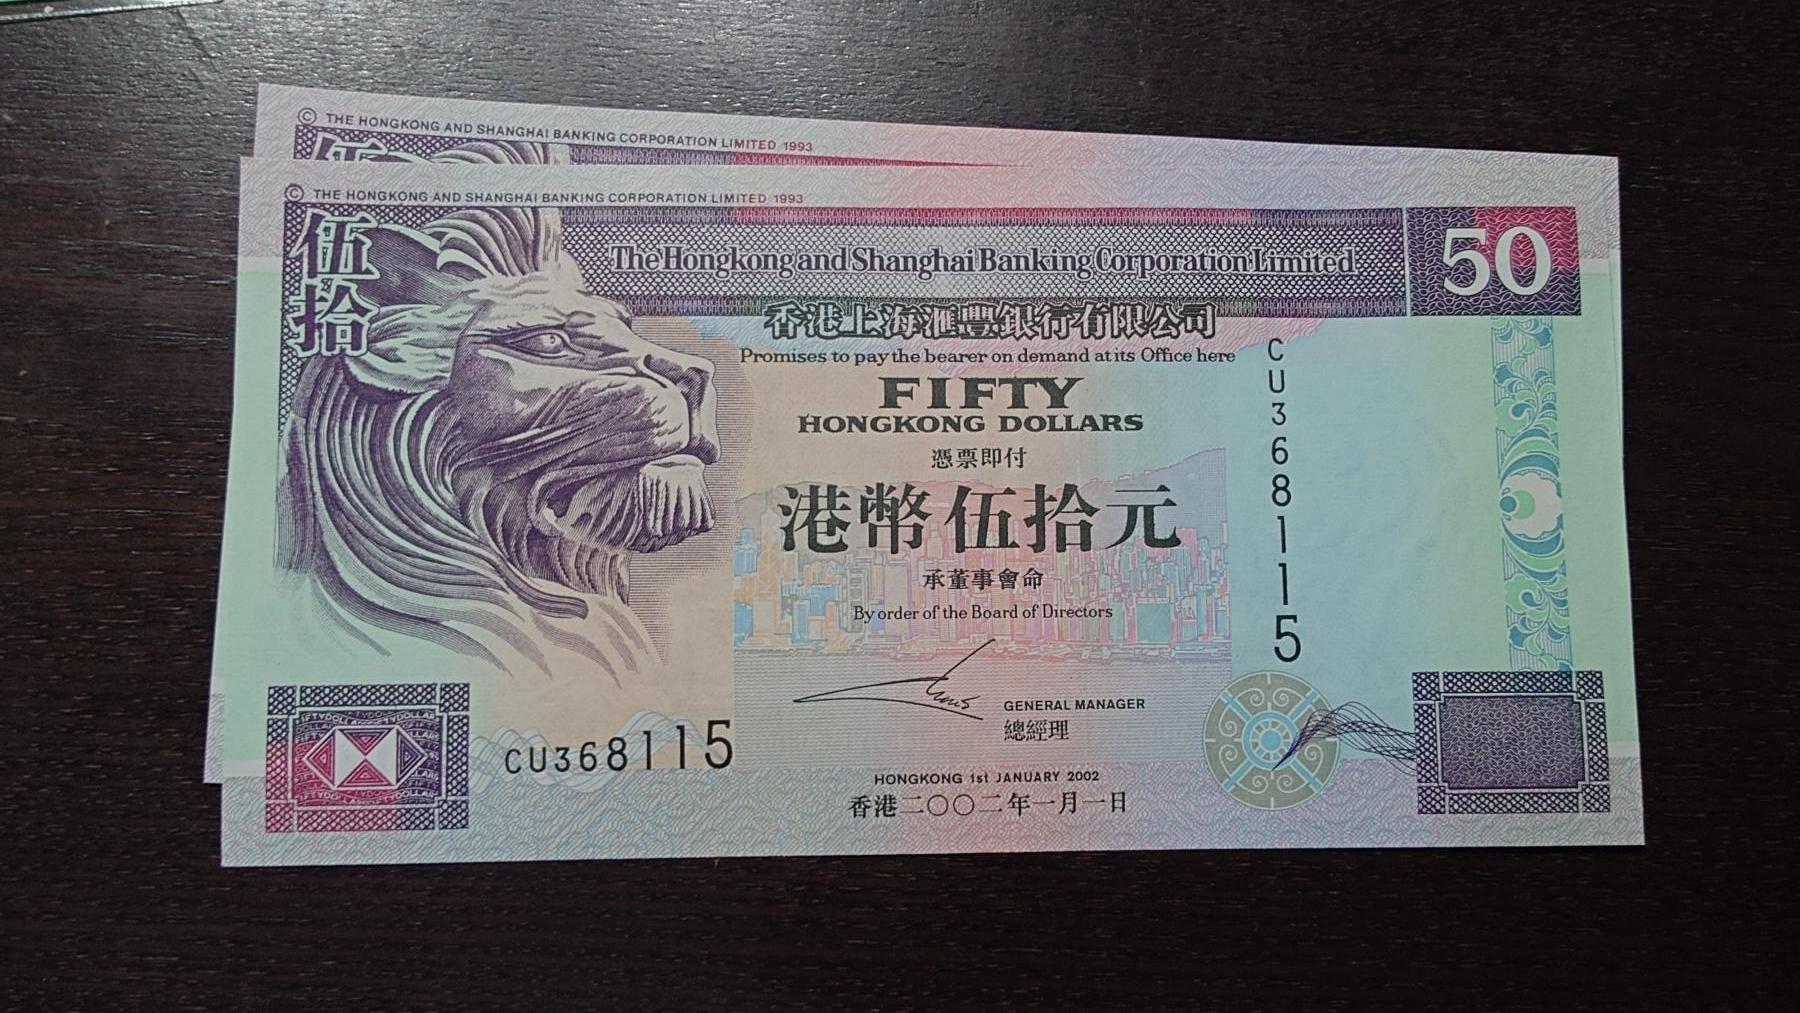 © THE HONGKONG AND SHANGHAI BANKING CORPORATION LIMITED 1993
© THE HONGKONG AND SHANGHAI BANKING CORPORATION LIMITED 1993
伍拾
The Hongkong and Shanghai Banking Corporation Limited
50
香港上海滙豐銀行有限公司
Promises to pay the bearer on demand at its Office here
FIFTY
HONGKONG DOLLARS
憑票即付
港幣伍拾元
承董事會命
By order of the Board of Directors
CU368115
GENERAL MANAGER
總經理
CU368115
HONGKONG 1st JANUARY 2002
香港二〇〇二年一月一日